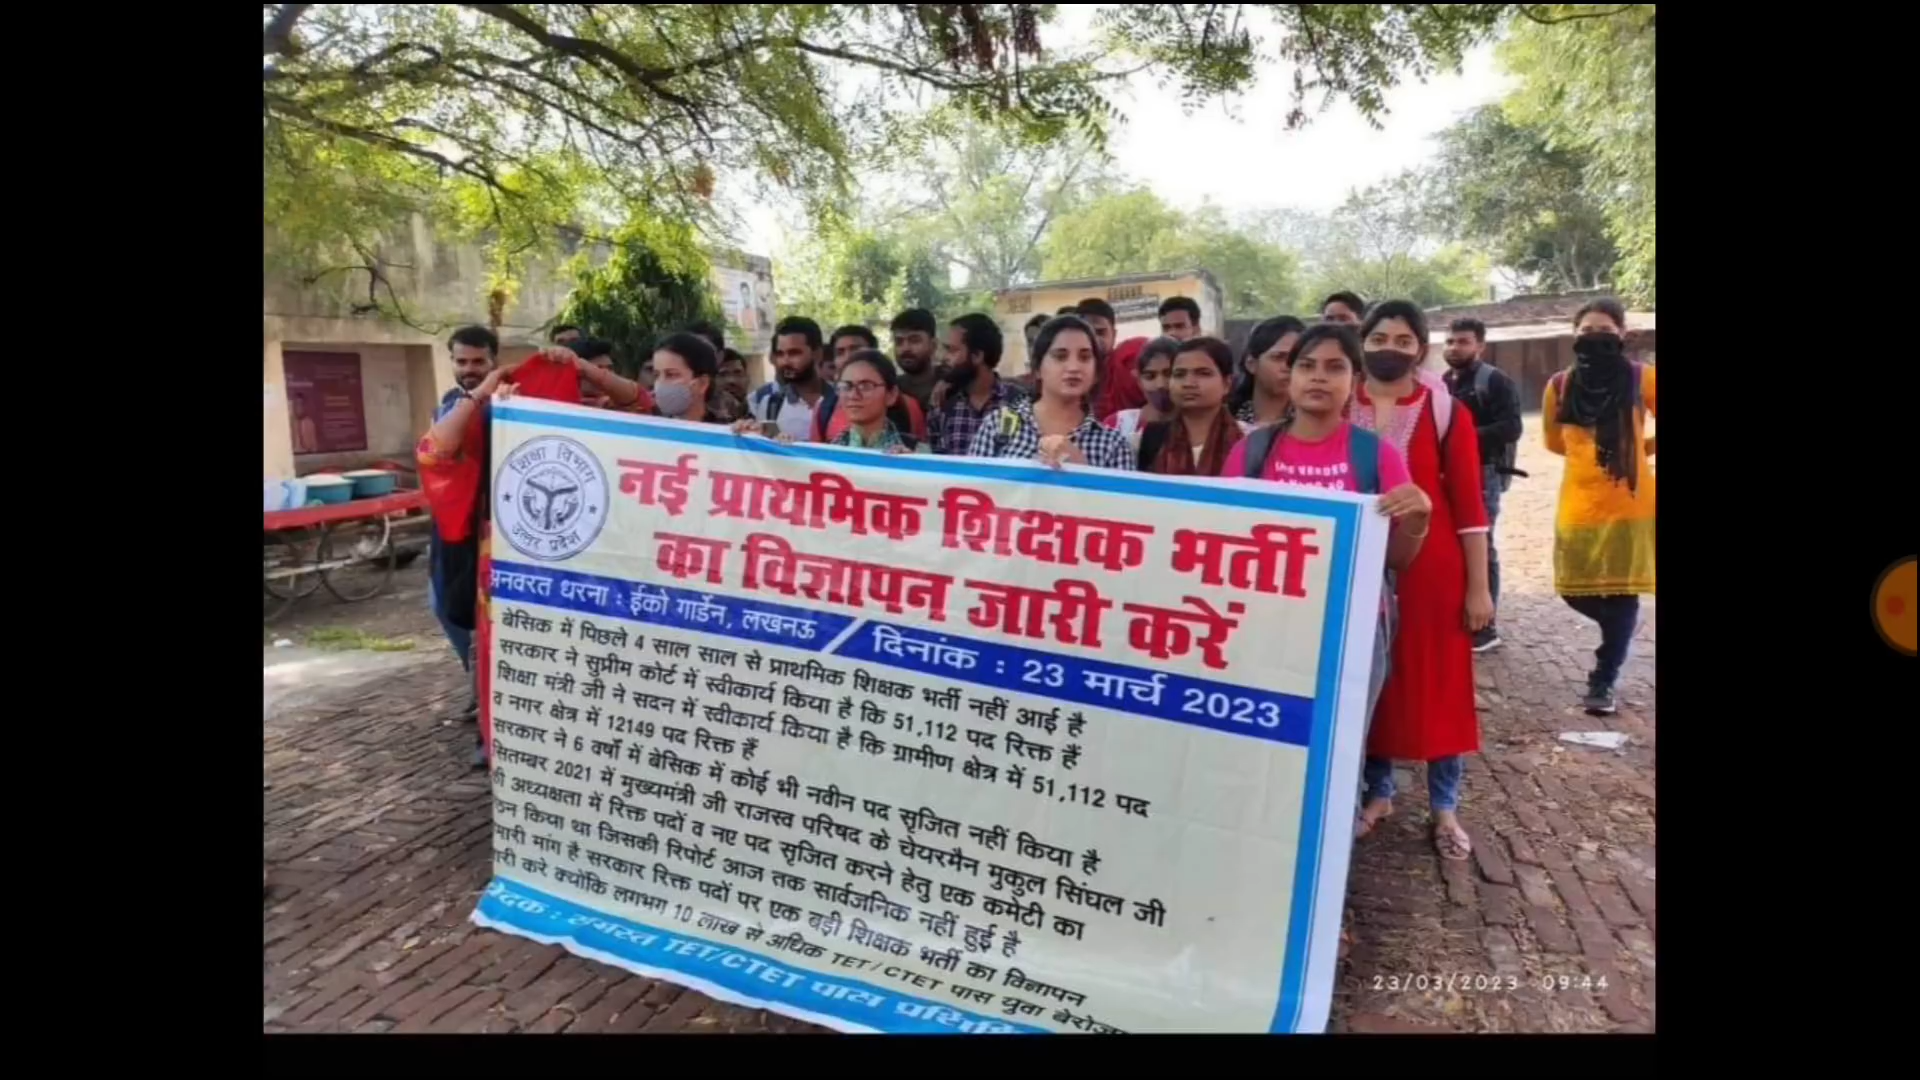 शिक्षा विभाग
उत्तर प्रदेश
नई प्राथमिक शिक्षक भर्ती
का विज्ञापन जारी करें
अनवरत धरना : ईको गार्डेन, लखनऊ / दिनांक : 23 मार्च 2023
बेसिक में पिछले 4 साल साल से प्राथमिक शिक्षक भर्ती नहीं आई है
सरकार ने सुप्रीम कोर्ट में स्वीकार्य किया है कि 51,112 पद रिक्त हैं
शिक्षा मंत्री जी ने सदन में स्वीकार्य किया है कि ग्रामीण क्षेत्र में 51,112 पद
व नगर क्षेत्र में 12149 पद रिक्त हैं
सरकार ने 6 वर्षों में बेसिक में कोई भी नवीन पद सृजित नहीं किया है
सितम्बर 2021 में मुख्यमंत्री जी राजस्व परिषद के चेयरमैन मुकुल सिंघल जी
की अध्यक्षता में रिक्त पदों व नए पद सृजित करने हेतु एक कमेटी का
किया था जिसकी रिपोर्ट आज तक सार्वजनिक नहीं हुई है
मांग है सरकार रिक्त पदों पर एक बड़ी शिक्षक भर्ती का विज्ञापन
करे क्योंकि लगभग 10 लाख से अधिक TET/CTET पास युवा
समस्त TET/CTET पास
23/03/2023 09:44